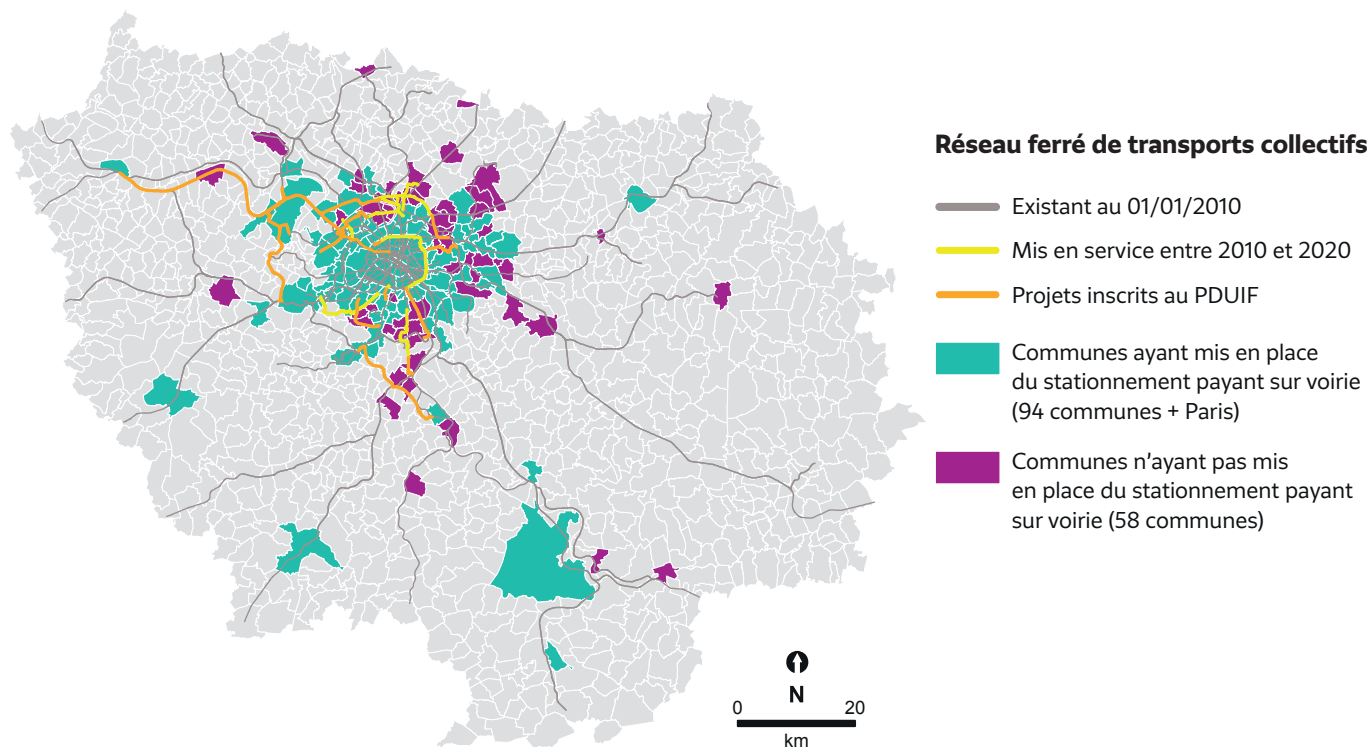 Réseau ferré de transports collectifs
Existant au 01/01/2010
Mis en service entre 2010 et 2020
Projets inscrits au PDUIF
Communes ayant mis en place
du stationnement payant sur voirie
(94 communes + Paris)
Communes n'ayant pas mis
en place du stationnement payant
sur voirie (58 communes)
N
0 20
km